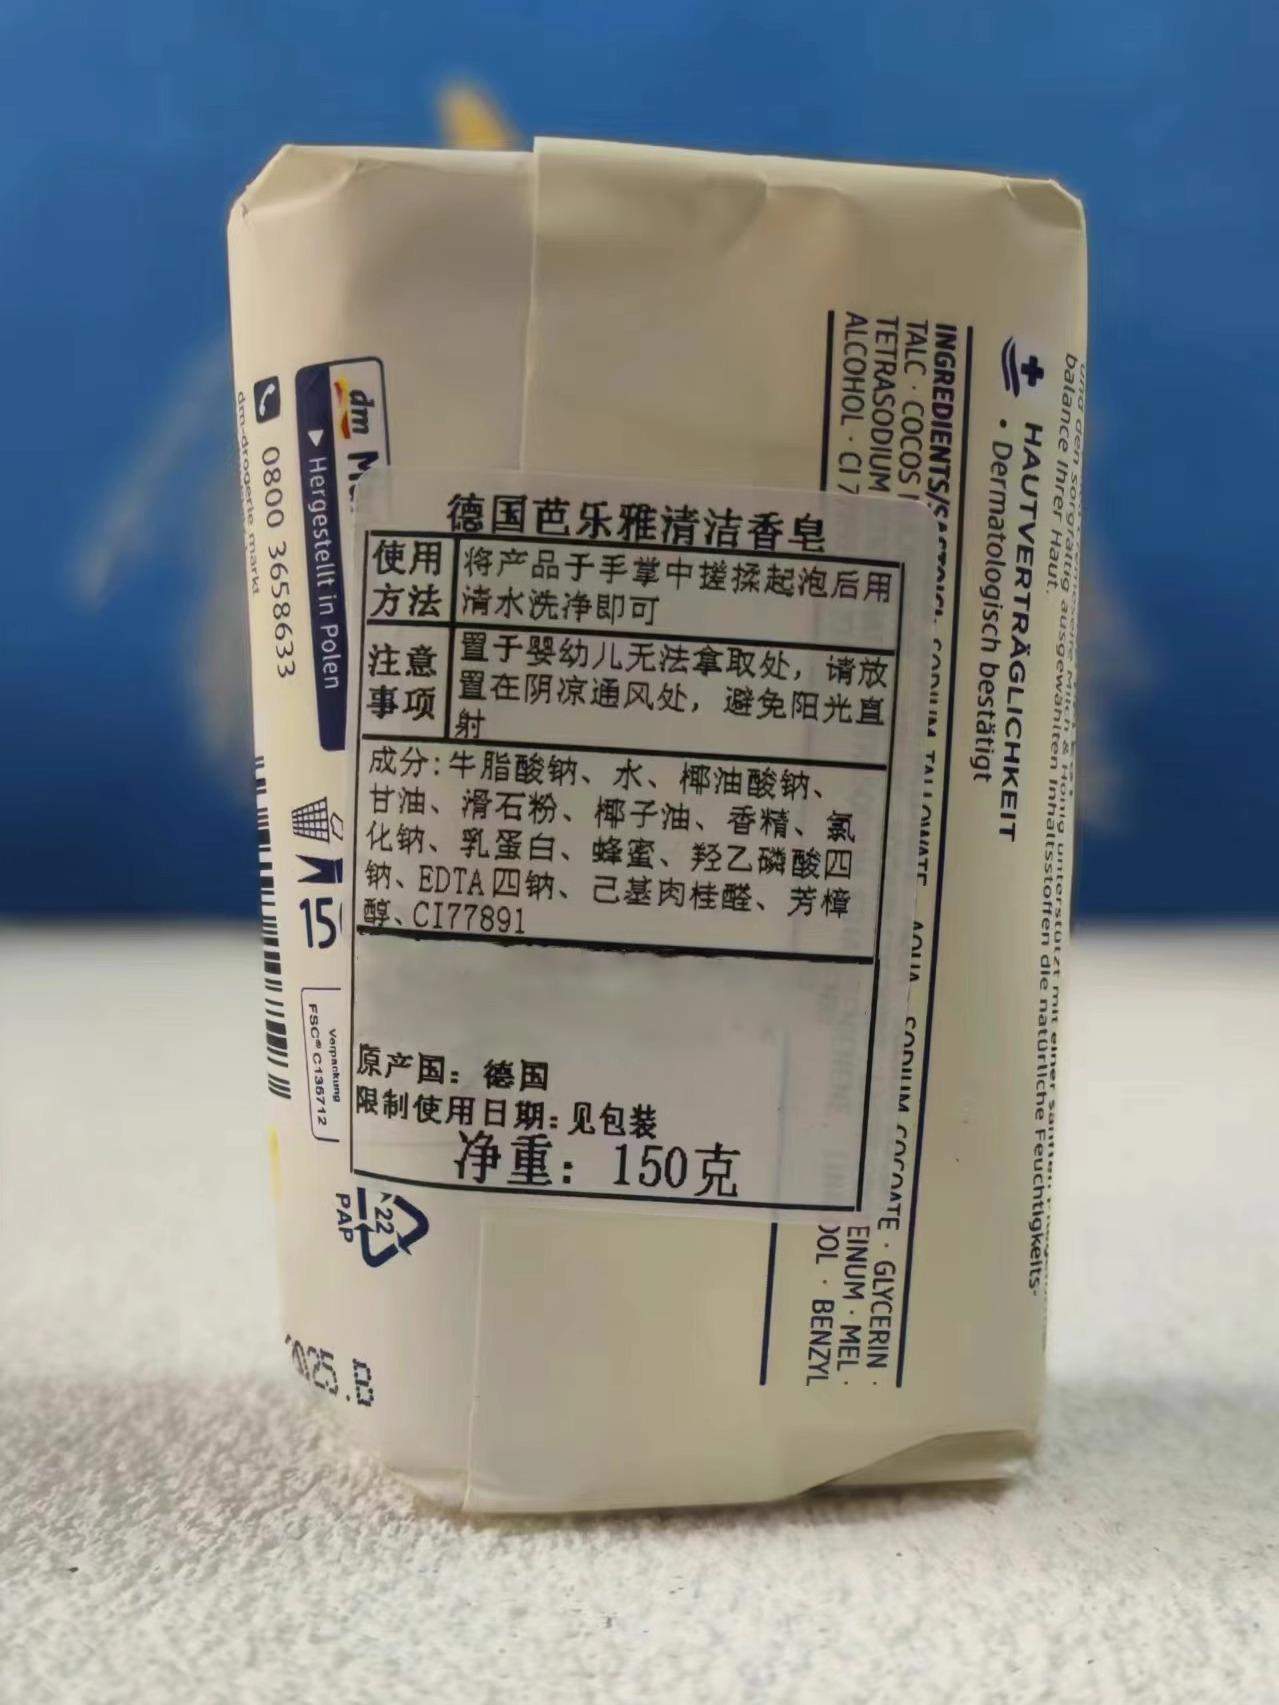 德国芭乐雅清洁香皂
使用方法
将产品于手掌中搓揉起泡后用
清水洗净即可
注意事项
置于婴幼儿无法拿取处，请放
置在阴凉通风处，避免阳光直
射
成分:牛脂酸钠、水、椰油酸钠、
甘油、滑石粉、椰子油、香精、氯
化钠、乳蛋白、蜂蜜、羟乙磷酸四
钠、EDTA四钠、己基肉桂醛、芳樟
醇、CI77891
原产国：德国
限制使用日期:见包装
净重：150克
balance Ihrer Haut.
HAUTVERTRÄGLICHKEIT
• Dermatologisch bestätigt
INGREDIENTS SODIUM TALLOWATE · AQUA · SODIUM COCOATE · GLYCERIN ·
TALC · COCOS EINUM · MEL ·
TETRASODIUM OOL · BENZYL
ALCOHOL · CI 7
dm
▶ Hergestellt in Polen
0800 3658633
dm-drogerie markt
Verpackung
FSC® C136712
22
PAP